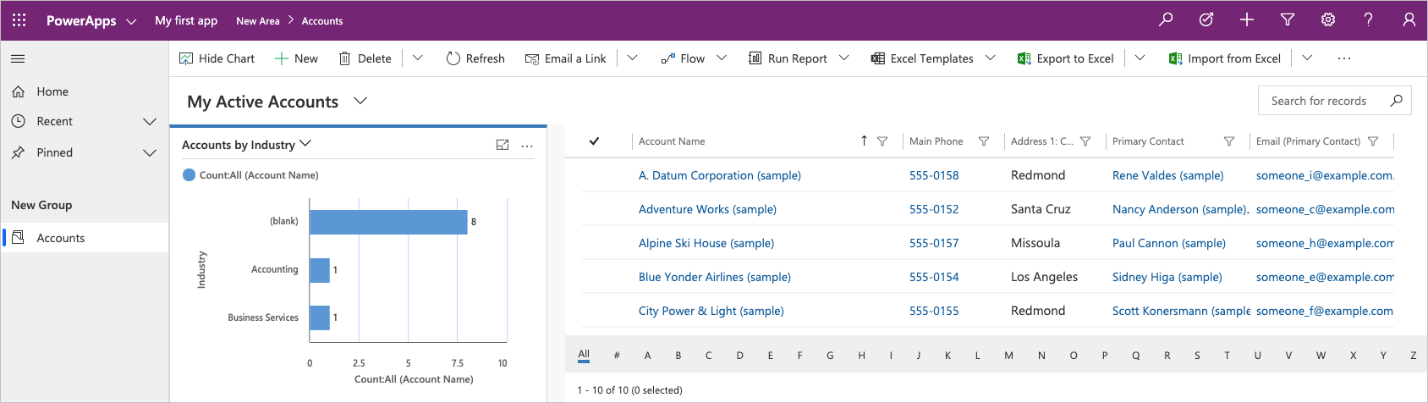 PowerApps My first app New Area > Accounts
Hide Chart New Delete Refresh Email a Link Flow Run Report Excel Templates Export to Excel Import from Excel ...
Home
Recent
Pinned
New Group
Accounts
My Active Accounts
Search for records
Accounts by Industry ...
Count:All (Account Name)
Industry
(blank) 8
Accounting 1
Business Services 1
0 2.5 5 7.5 10
Count:All (Account Name)
Account Name Main Phone Address 1: C... Primary Contact Email (Primary Contact)
A. Datum Corporation (sample) 555-0158 Redmond Rene Valdes (sample) someone_i@example.com.
Adventure Works (sample) 555-0152 Santa Cruz Nancy Anderson (sample). someone_c@example.com
Alpine Ski House (sample) 555-0157 Missoula Paul Cannon (sample) someone_h@example.com
Blue Yonder Airlines (sample) 555-0154 Los Angeles Sidney Higa (sample) someone_e@example.com
City Power & Light (sample) 555-0155 Redmond Scott Konersmann (sample someone_f@example.com
All # A B C D E F G H I J K L M N O P Q R S T U V W X Y Z
1 - 10 of 10 (0 selected)